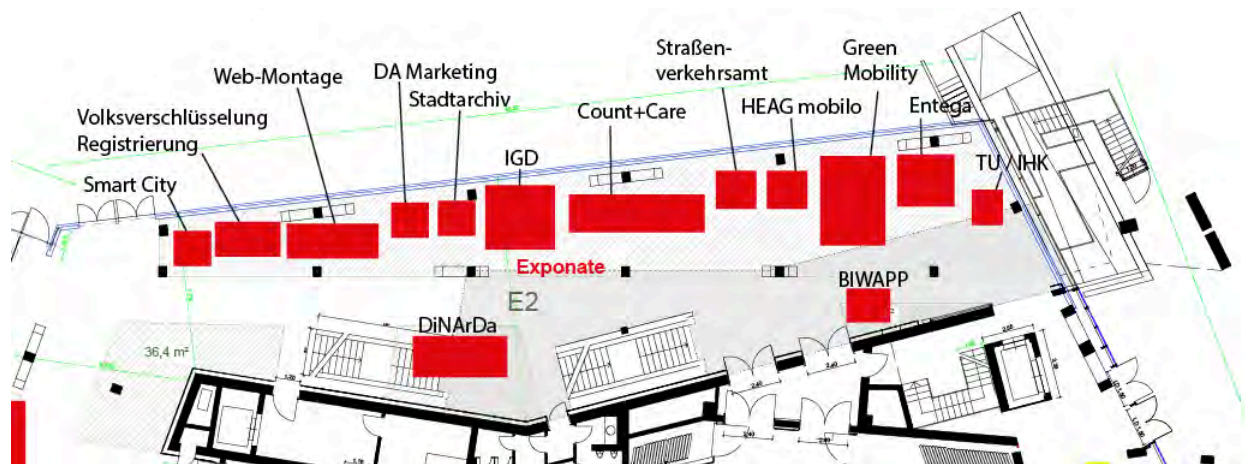 Straßen-
verkehrsamt
Green
Mobility
Web-Montage
DA Marketing
Stadtarchiv
Count+Care
HEAG mobilo
Entega
Volksverschlüsselung
Registrierung
IGD
TU / IHK
Smart City
Exponate
BIWAPP
E2
DiNArDa
36,4 m²